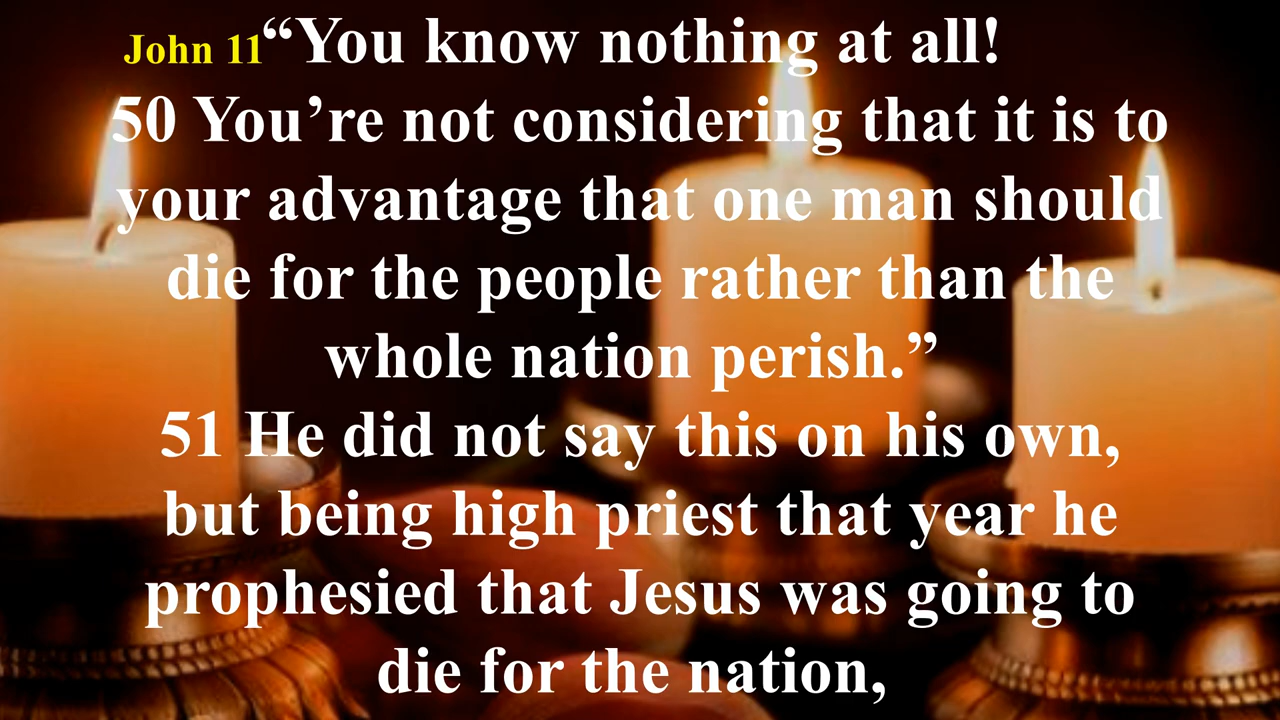 John 11 “You know nothing at all!
50 You’re not considering that it is to
your advantage that one man should
die for the people rather than the
whole nation perish.”
51 He did not say this on his own,
but being high priest that year he
prophesied that Jesus was going to
die for the nation,